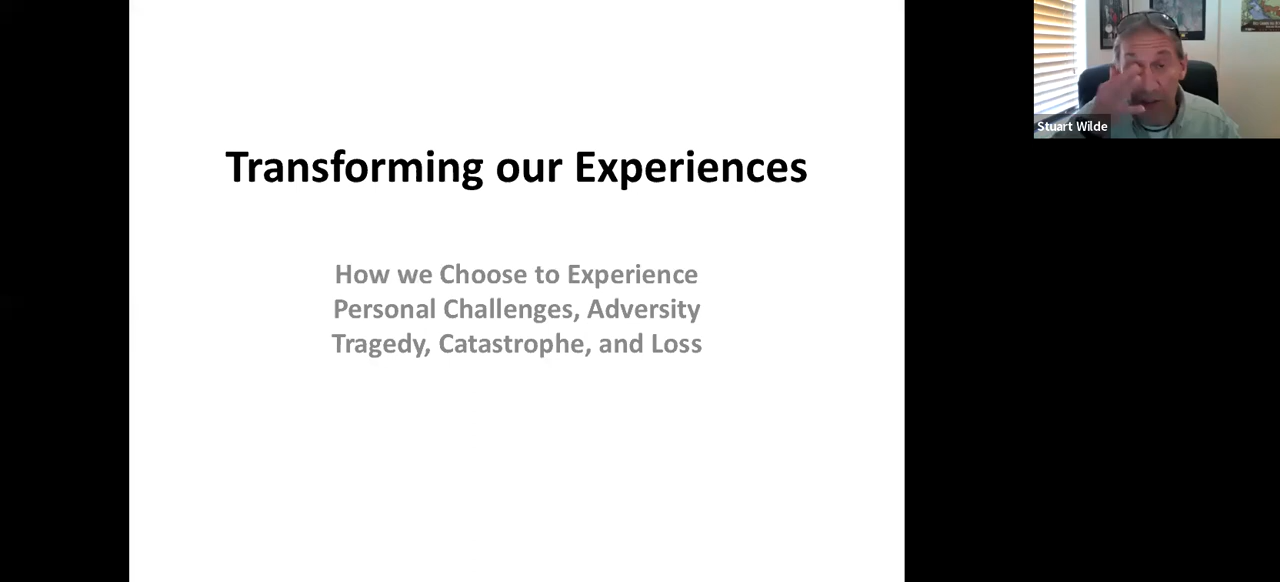 Transforming our Experiences
How we Choose to Experience
Personal Challenges, Adversity
Tragedy, Catastrophe, and Loss
Stuart Wilde